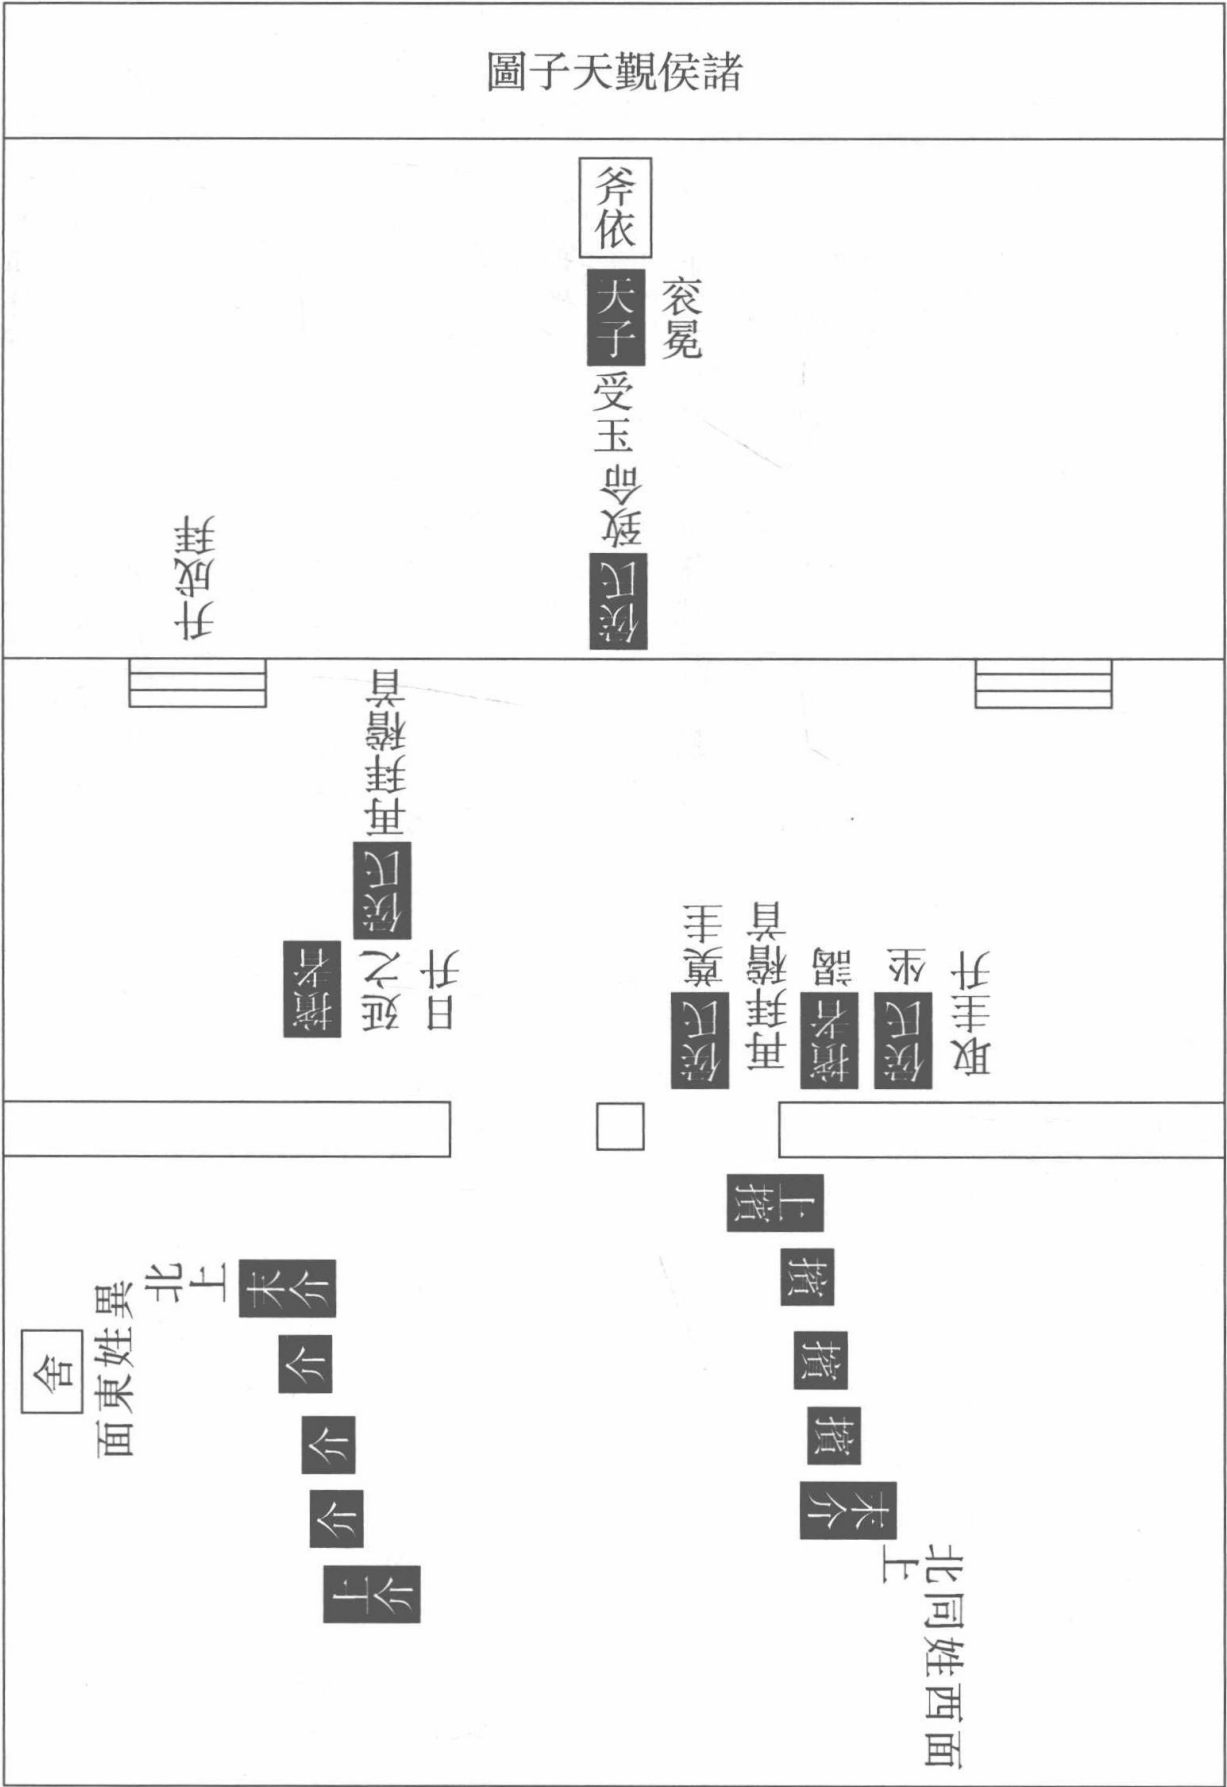 諸侯覲天子圖
斧依
天子
衮冕
受玉
侯氏致命
升成拜
侯氏再拜稽首
擯者
延之
日升
侯氏奠圭
再拜稽首
擯者謁
侯氏坐
取圭升
上擯
擯
擯
擯
末介
同姓西面
北上
末介
介
介
介
上介
異姓東面
北上
舍